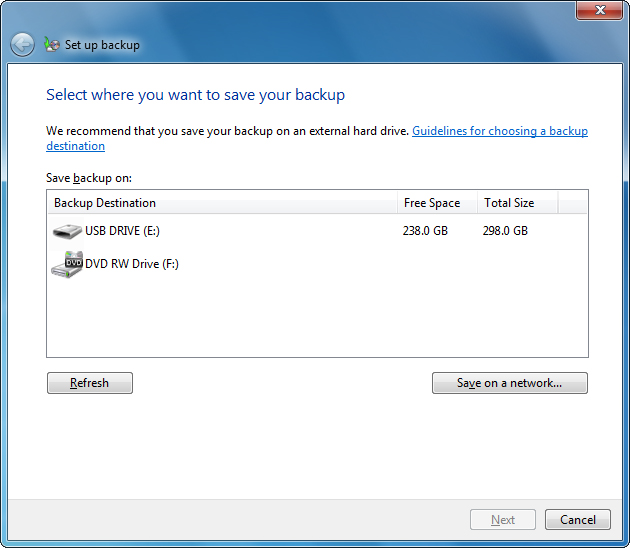 Set up backup
Select where you want to save your backup
We recommend that you save your backup on an external hard drive. Guidelines for choosing a backup
destination
Save backup on:
Backup Destination Free Space Total Size
USB DRIVE (E:) 238.0 GB 298.0 GB
DVD DVD RW Drive (F:)
Refresh Save on a network...
Next Cancel